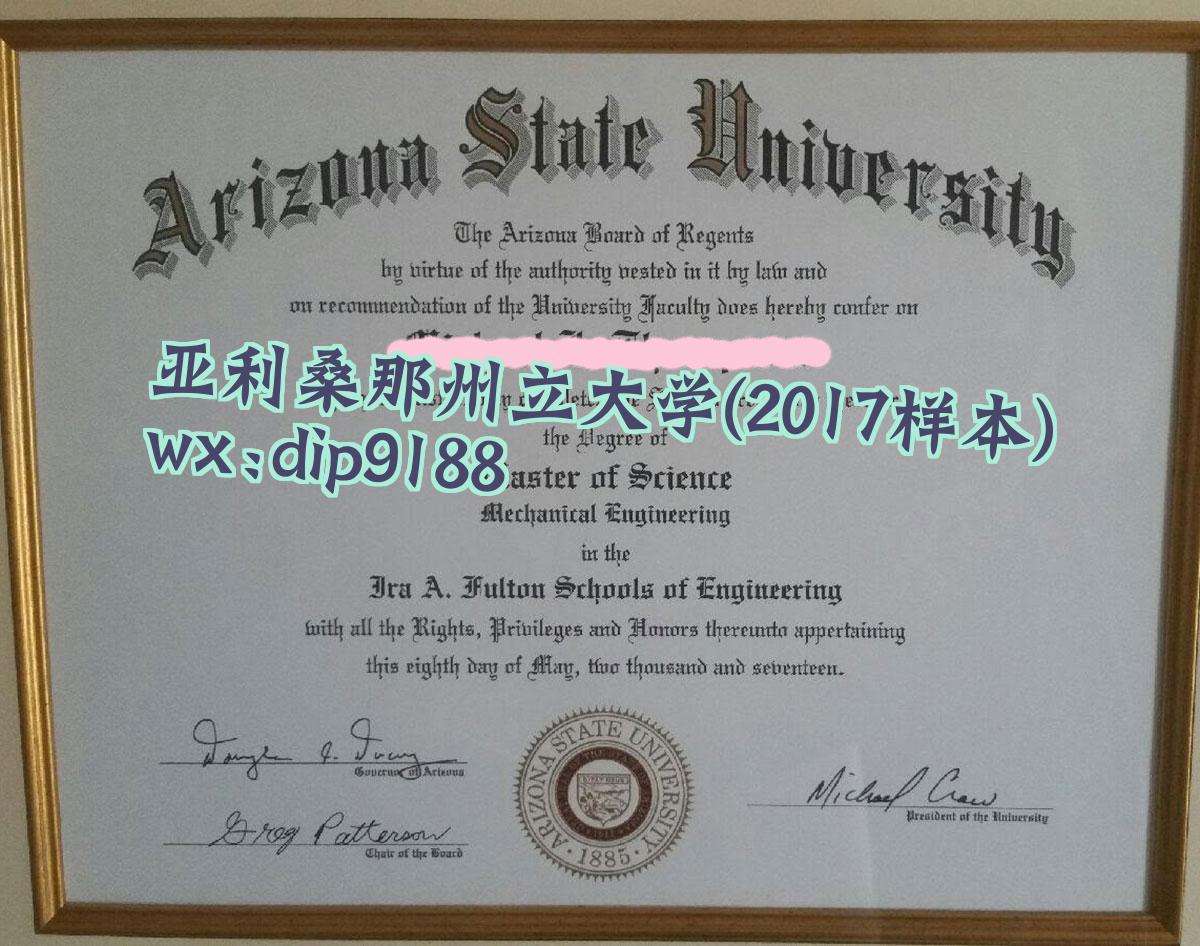 Arizona State University
The Arizona Board of Regents
by virtue of the authority vested in it by law and
on recommendation of the University Faculty does hereby confer on
亚利桑那州立大学(2017样本)
wx:dip9188
the Degree of
Master of Science
Mechanical Engineering
in the
Ira A. Fulton Schools of Engineering
with all the Rights, Privileges and Honors thereunto appertaining
this eighth day of May, two thousand and seventeen.
Governor of Arizona
Greg Patterson
Chair of the Board
ARIZONA STATE UNIVERSITY
1885
Michael Crow
President of the University